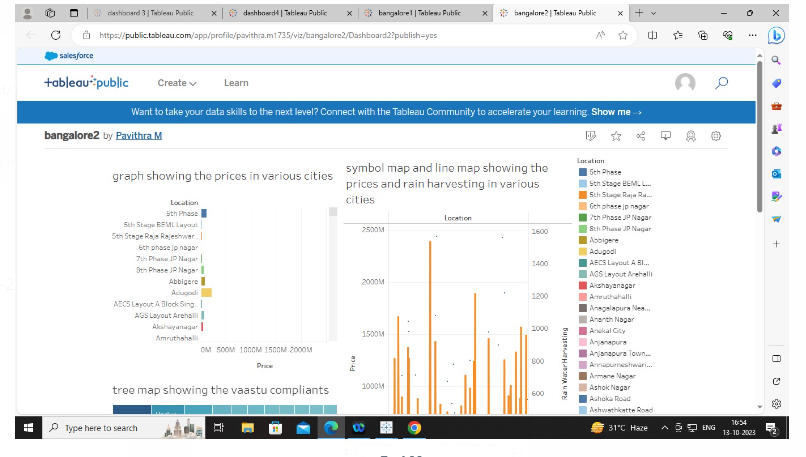 dashboard 3 | Tableau Public
dashboard4 | Tableau Public
bangalore1 | Tableau Public
bangalore2 | Tableau Public
https://public.tableau.com/app/profile/pavithra.m1735/viz/bangalore2/Dashboard2?publish=yes
salesforce
+ab|eau public
Create
Learn
Want to take your data skills to the next level? Connect with the Tableau Community to accelerate your learning. Show me →
bangalore2 by Pavithra M
graph showing the prices in various cities
Location
5th Phase
5th Stage BEML Layout
5th Stage Raja Rajeshwar...
6th phase jp nagar
7th Phase JP Nagar
8th Phase JP Nagar
Abbigere
Adugodi
AECS Layout A Block Sing...
AGS Layout Arehalli
Akshayanagar
Amruthahalli
0M 500M 1000M 1500M 2000M
Price
tree map showing the vaastu compliants
symbol map and line map showing the
prices and rain harvesting in various
cities
Location
2500M
2000M
1500M
1000M
Price
1600
1400
1200
1000
800
600
Rain Water Harvesting
Location
5th Phase
5th Stage BEML L...
5th Stage Raja Ra...
6th phase jp nagar
7th Phase JP Nagar
8th Phase JP Nagar
Abbigere
Adugodi
AECS Layout A Bl...
AGS Layout Arehalli
Akshayanagar
Amruthahalli
Anagalapura Nea...
Ananth Nagar
Anekal City
Anjanapura
Anjanapura Town...
Annapurneshwari...
Armane Nagar
Ashok Nagar
Ashoka Road
Ashwathkatte Road
Type here to search
31°C Haze
ENG
16:54
13-10-2023
2